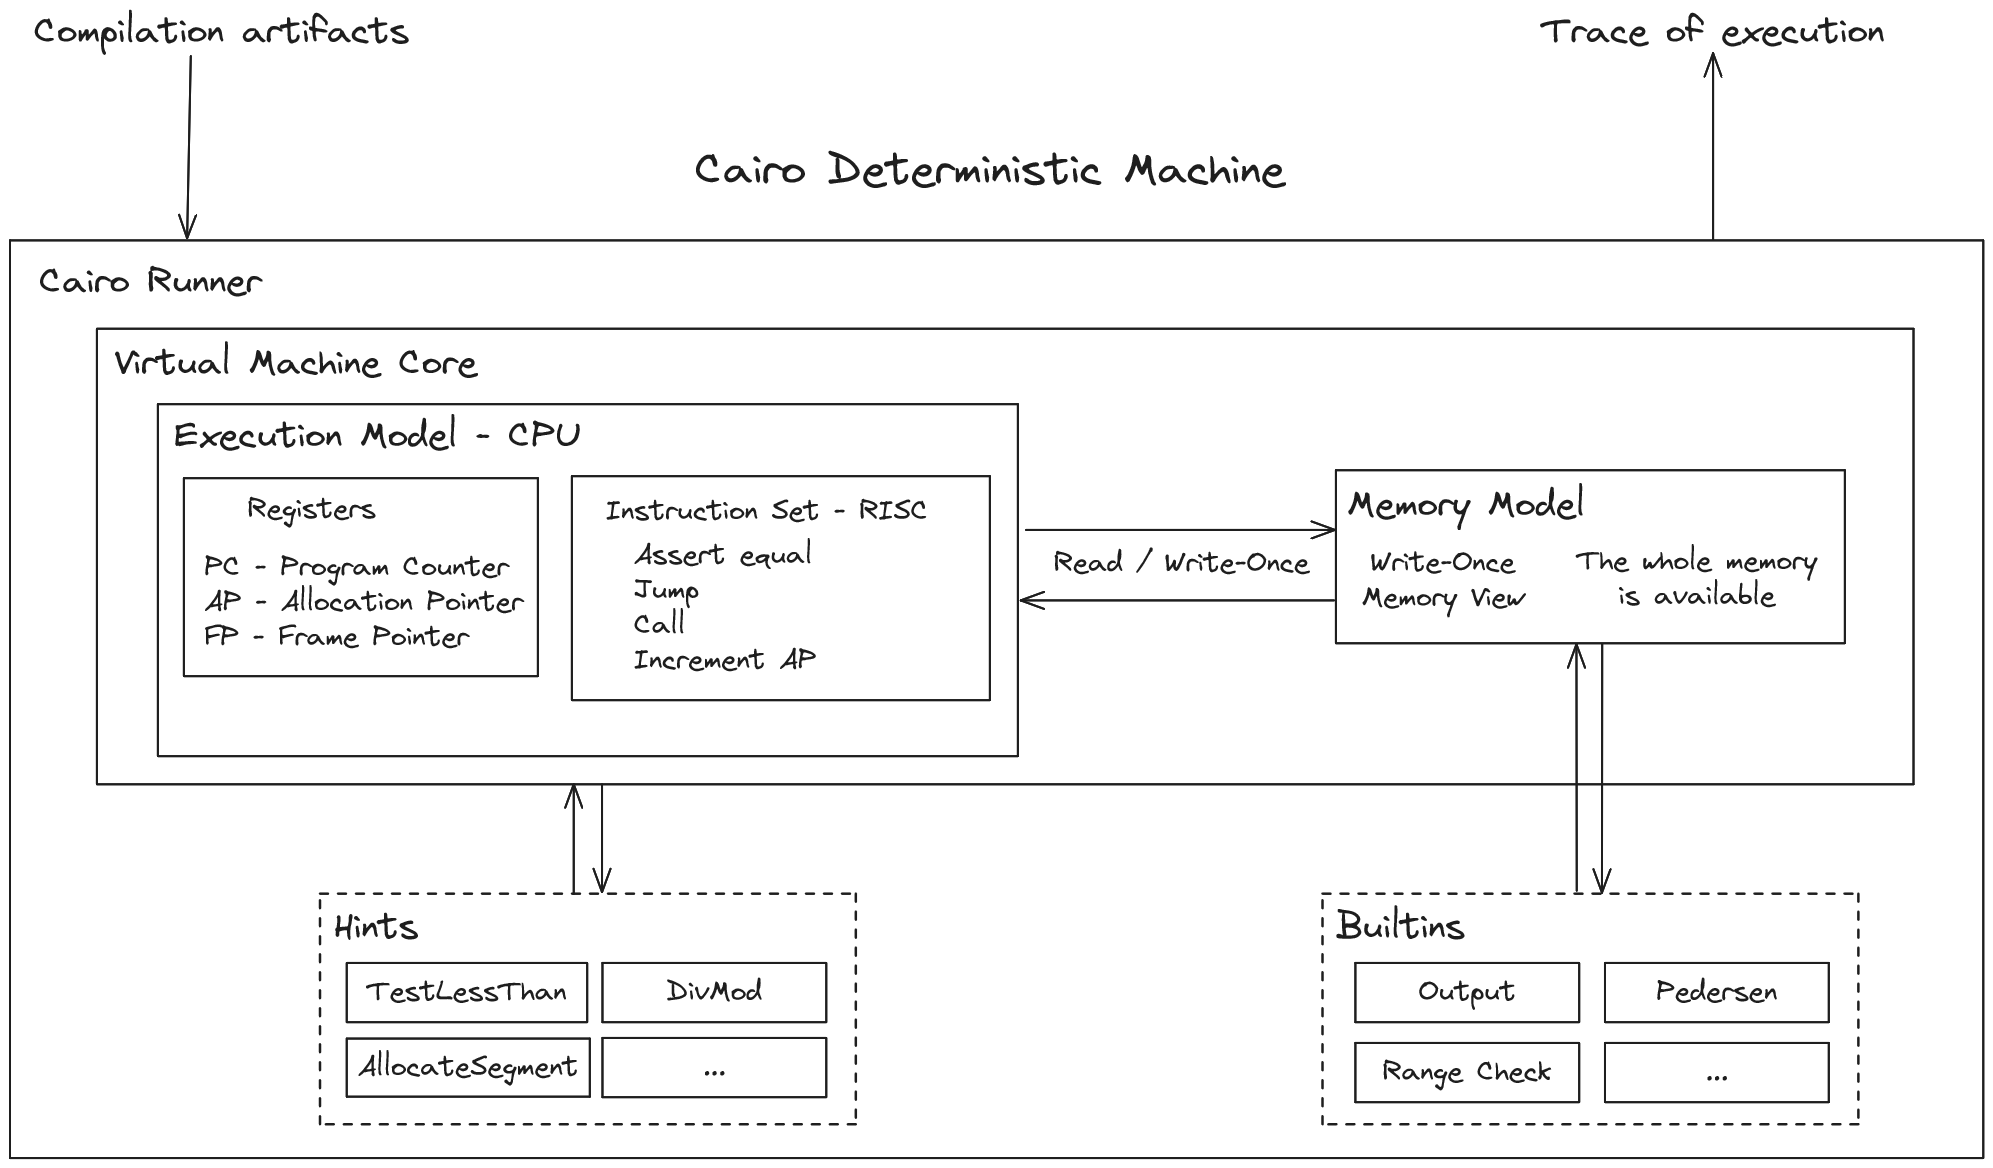 Compilation artifacts
Trace of execution
Cairo Deterministic Machine
Cairo Runner
Virtual Machine Core
Execution Model - CPU
Registers
PC - Program Counter
AP - Allocation Pointer
FP - Frame Pointer
Instruction Set - RISC
Assert equal
Jump
Call
Increment AP
Read / Write-Once
Memory Model
Write-Once
Memory View
The whole memory
is available
Hints
TestLessThan
DivMod
AllocateSegment
...
Builtins
Output
Pedersen
Range Check
...